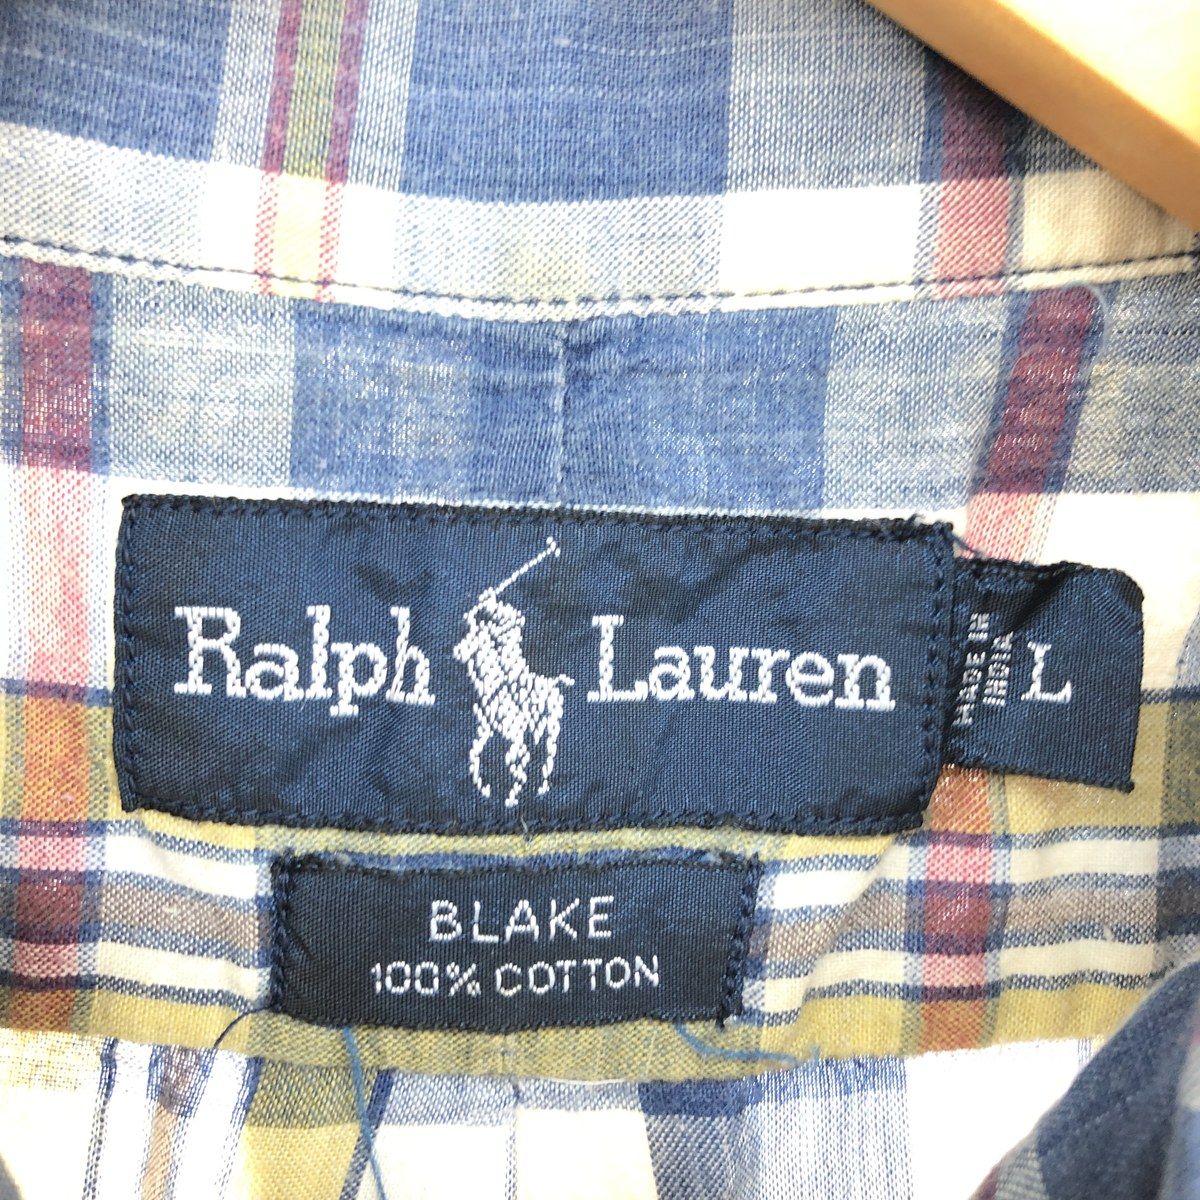 Ralph Lauren
MADE IN
INDIA
L
BLAKE
100% COTTON